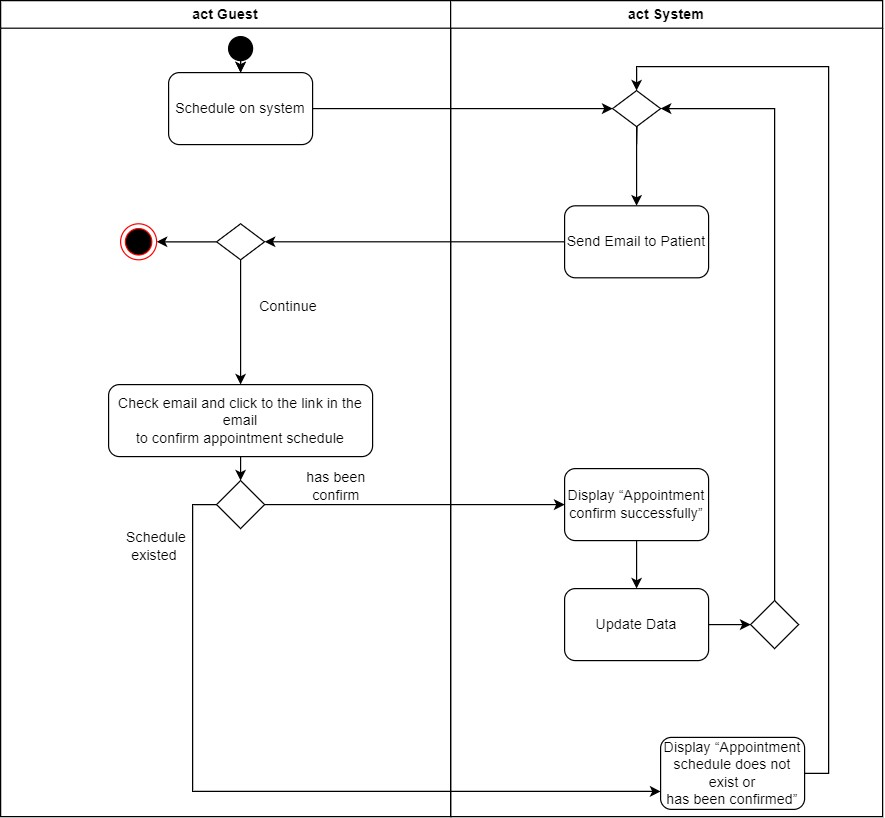 act Guest
act System
Schedule on system
Send Email to Patient
Continue
Check email and click to the link in the
email
to confirm appointment schedule
has been
confirm
Display “Appointment
confirm successfully”
Schedule
existed
Update Data
Display “Appointment
schedule does not
exist or
has been confirmed”